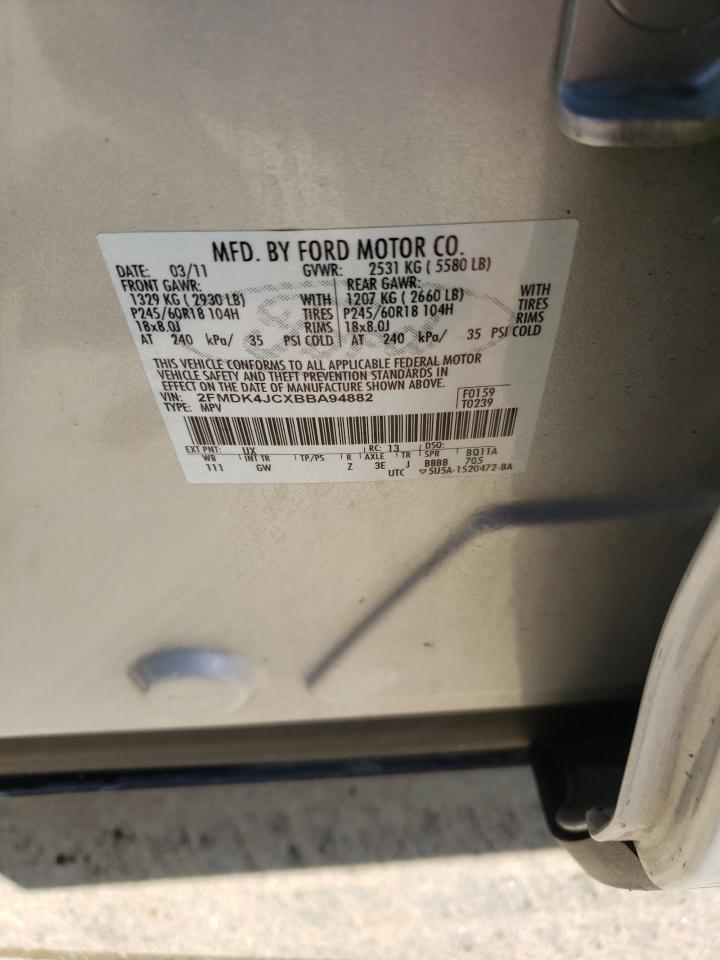 MFD. BY FORD MOTOR CO.
DATE: 03/11 GVWR: 2531 KG ( 5580 LB)
FRONT GAWR: REAR GAWR:
1329 KG ( 2930 LB) WITH 1207 KG ( 2660 LB) WITH
P245/60R18 104H TIRES P245/60R18 104H TIRES
18x8.0J RIMS 18x8.0J RIMS
AT 240 kPa/ 35 PSI COLD AT 240 kPa/ 35 PSI COLD
THIS VEHICLE CONFORMS TO ALL APPLICABLE FEDERAL MOTOR
VEHICLE SAFETY AND THEFT PREVENTION STANDARDS IN
EFFECT ON THE DATE OF MANUFACTURE SHOWN ABOVE.
VIN: 2FMDK4JCXBBA94882 F0159
TYPE: MPV T0239
EXT PNT: UX RC: 13 DSO:
WB INT TR TP/PS R AXLE TR SPR BQ11A
111 GW Z 3E J BBBB 705
UTC 5U5A-1520472-BA